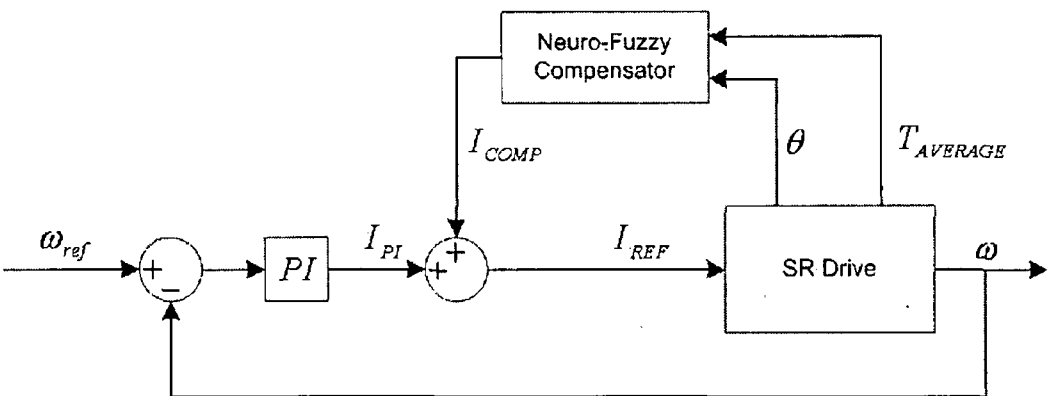 Neuro-Fuzzy
Compensator
I_COMP
θ
T_AVERAGE
ω_ref
+
−
PI
I_PI
+
+
I_REF
SR Drive
ω